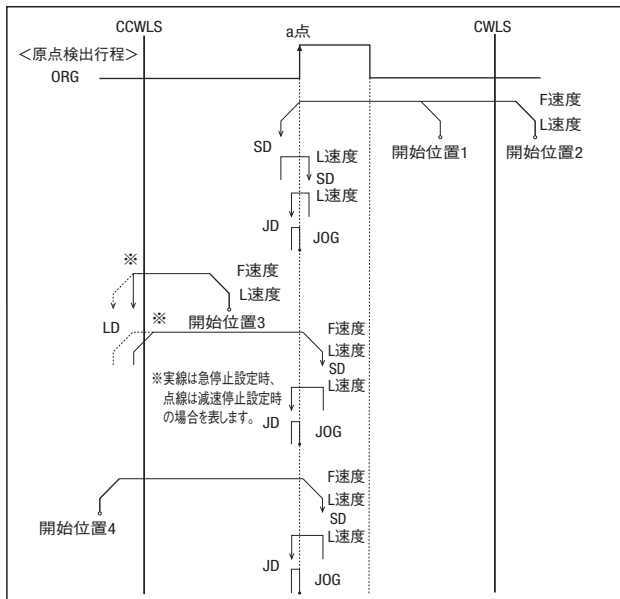 CCWLS
a点
CWLS
＜原点検出行程＞
ORG
F速度
L速度
SD
開始位置1
開始位置2
L速度
SD
L速度
JD
JOG
※
F速度
L速度
LD
※
開始位置3
F速度
L速度
SD
※実線は急停止設定時、
点線は減速停止設定時
の場合を表します。
L速度
JD
JOG
F速度
L速度
SD
開始位置4
L速度
JD
JOG